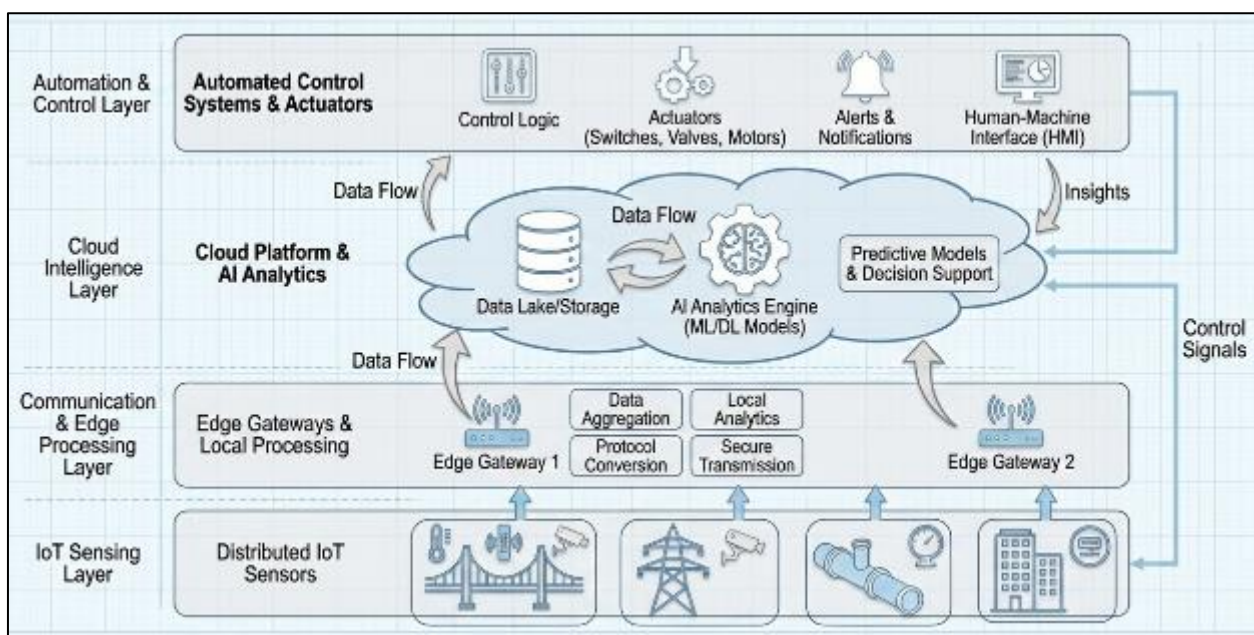 Automation &
Control Layer
Automated Control
Systems & Actuators
Control Logic
Actuators
(Switches, Valves, Motors)
Alerts &
Notifications
Human-Machine
Interface (HMI)
Data Flow
Insights
Cloud
Intelligence
Layer
Cloud Platform &
AI Analytics
Data Flow
Data Lake/Storage
AI Analytics Engine
(ML/DL Models)
Predictive Models
& Decision Support
Control
Signals
Data Flow
Communication
& Edge
Processing
Layer
Edge Gateways &
Local Processing
Edge Gateway 1
Data
Aggregation
Local
Analytics
Protocol
Conversion
Secure
Transmission
Edge Gateway 2
IoT Sensing
Layer
Distributed IoT
Sensors